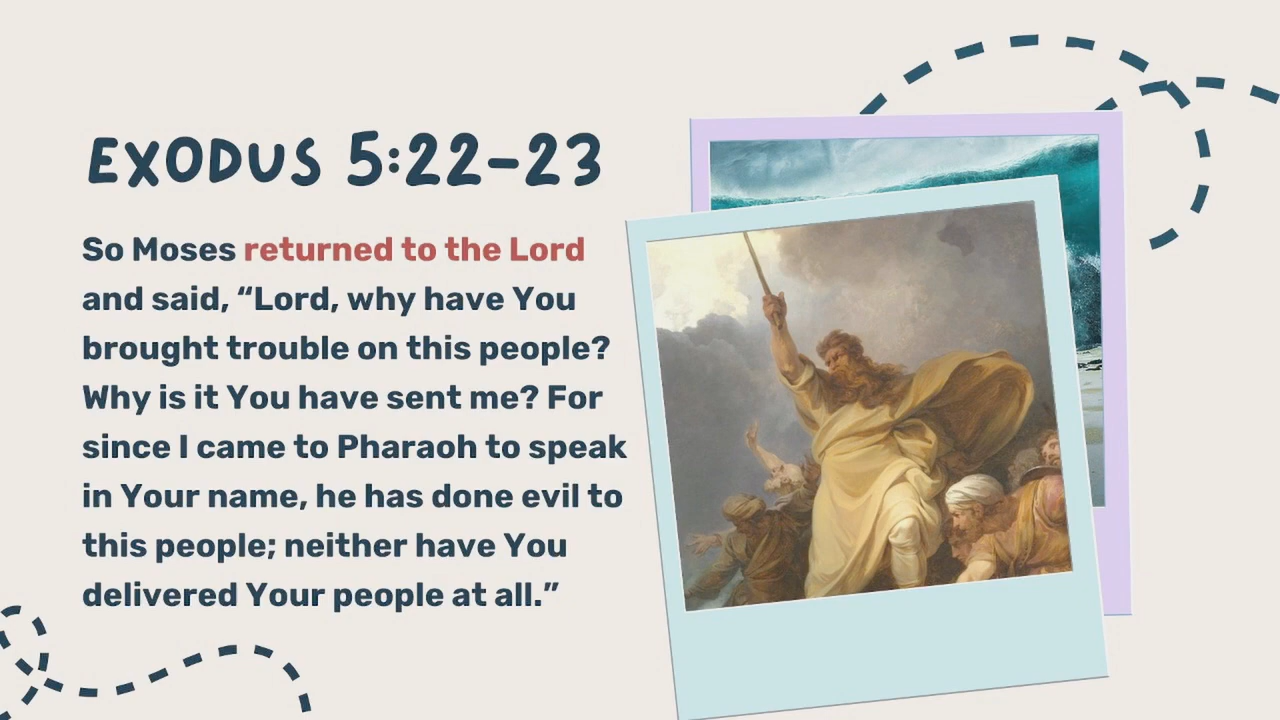 EXODUS 5:22-23
So Moses returned to the Lord
and said, “Lord, why have You
brought trouble on this people?
Why is it You have sent me? For
since I came to Pharaoh to speak
in Your name, he has done evil to
this people; neither have You
delivered Your people at all.”